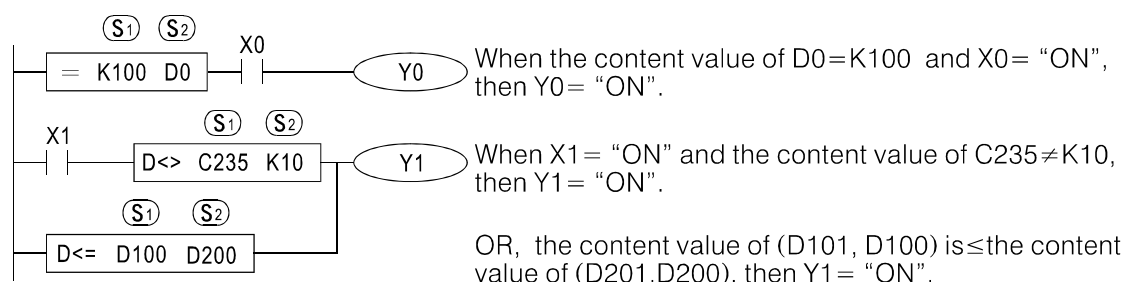 S1 S2
X0
= K100 D0 Y0
When the content value of D0=K100 and X0= “ON”,
then Y0= “ON”.
S1 S2
X1
D<> C235 K10 Y1
When X1= “ON” and the content value of C235≠K10,
then Y1= “ON”.
S1 S2
D<= D100 D200
OR, the content value of (D101, D100) is≤the content
value of (D201,D200), then Y1= “ON”.